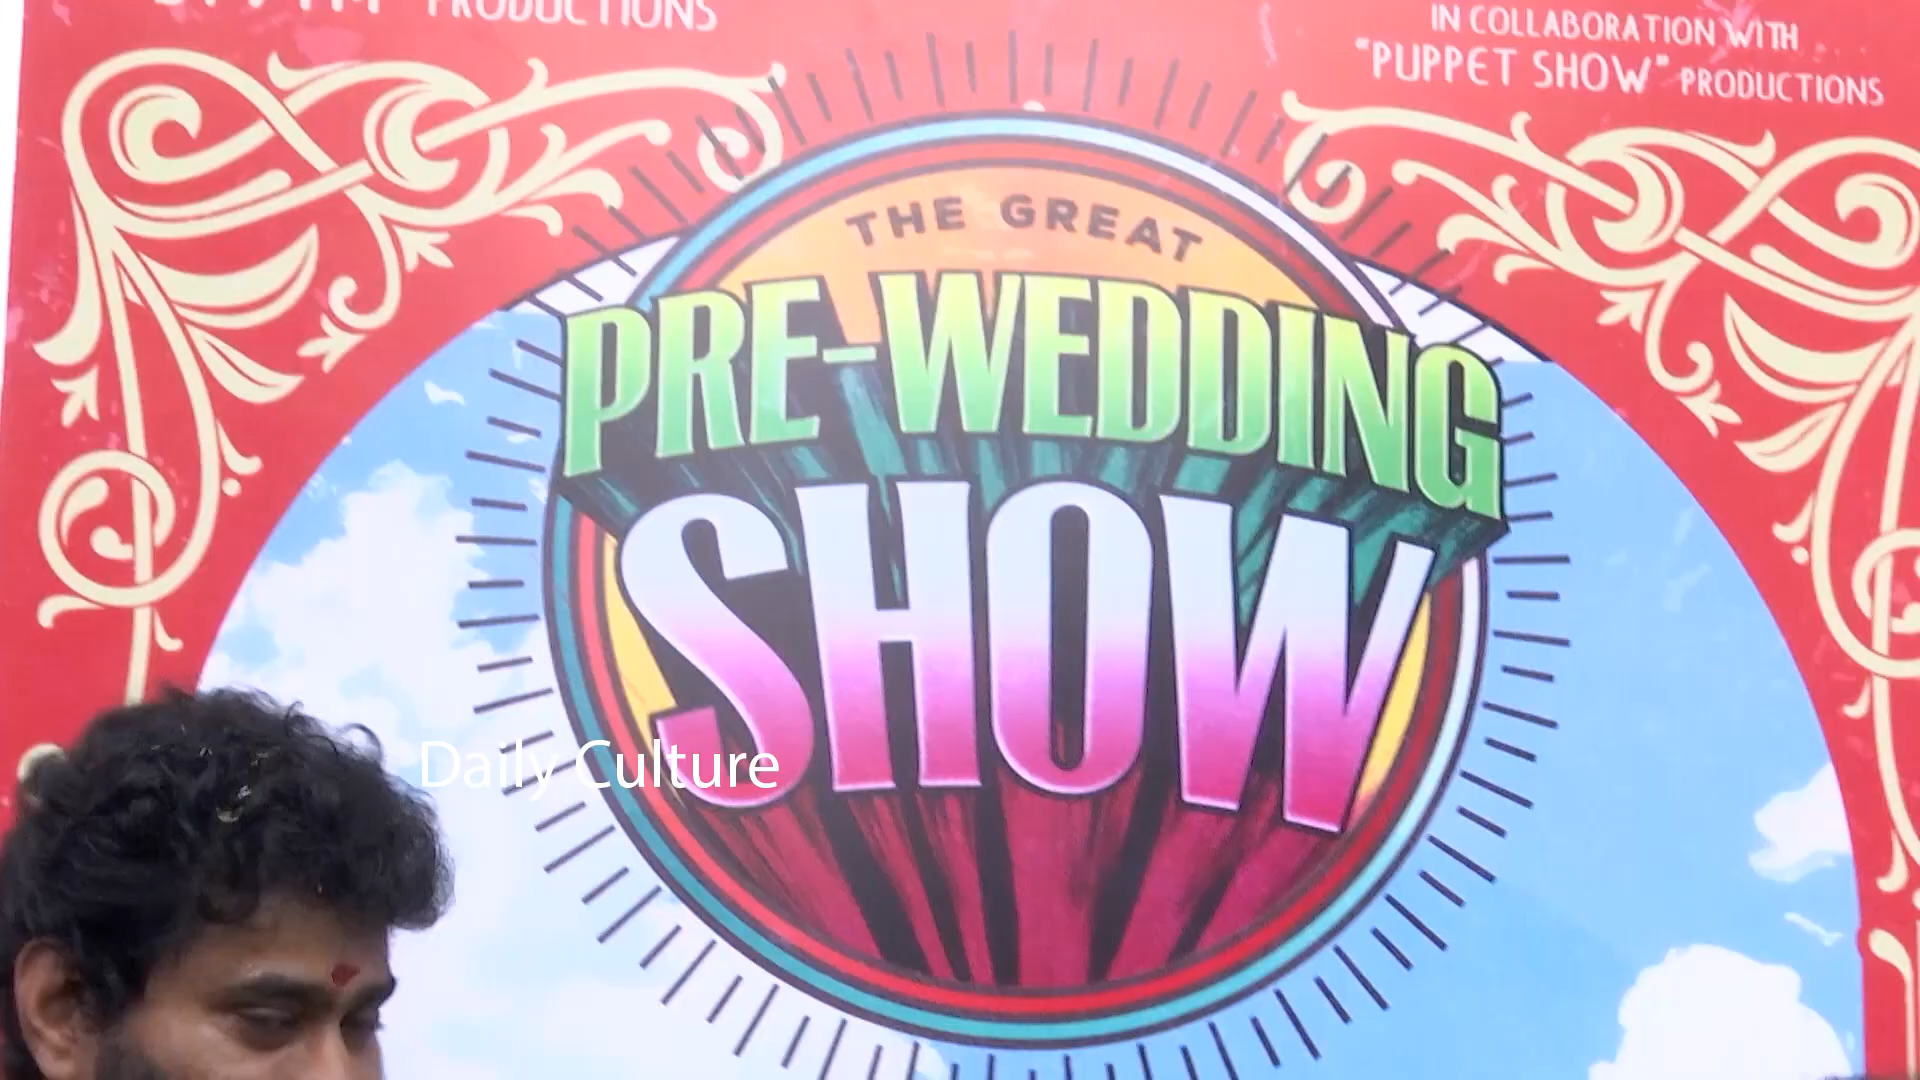 PRODUCTIONS
IN COLLABORATION WITH
"PUPPET SHOW" PRODUCTIONS
THE GREAT
PRE-WEDDING
SHOW
Daily Culture